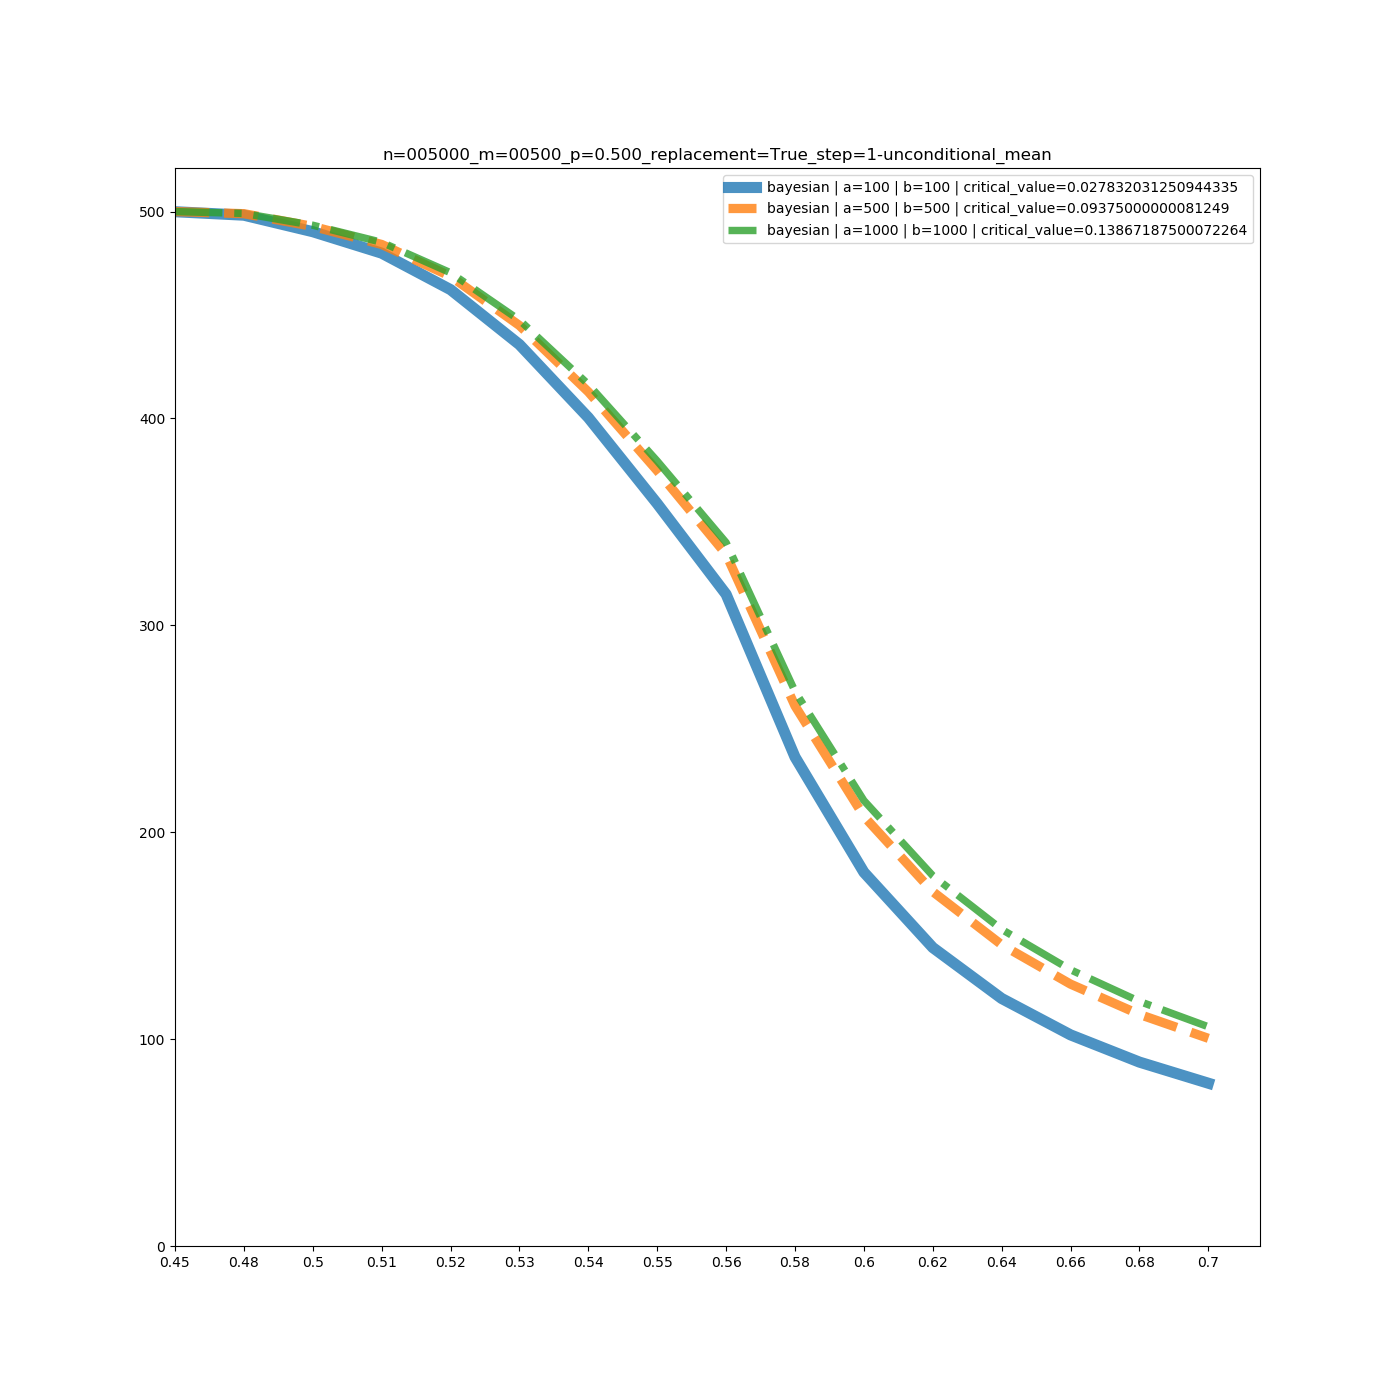 n=005000_m=00500_p=0.500_replacement=True_step=1-unconditional_mean
bayesian | a=100 | b=100 | critical_value=0.027832031250944335
bayesian | a=500 | b=500 | critical_value=0.09375000000081249
bayesian | a=1000 | b=1000 | critical_value=0.13867187500072264
500
400
300
200
100
0
0.45 0.48 0.5 0.51 0.52 0.53 0.54 0.55 0.56 0.58 0.6 0.62 0.64 0.66 0.68 0.7